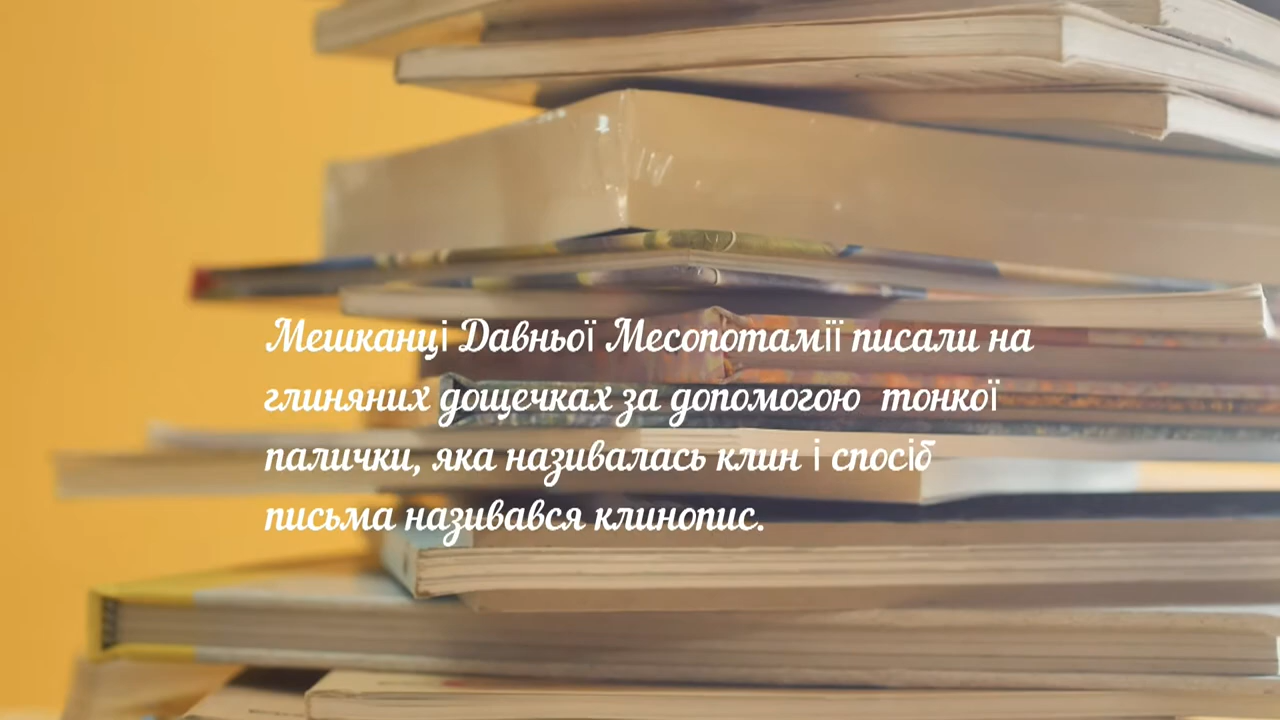 Мешканці Давньої Месопотамії писали на
глиняних дощечках за допомогою  тонкої
палички, яка називалась клин і спосіб
письма називався клинопис.